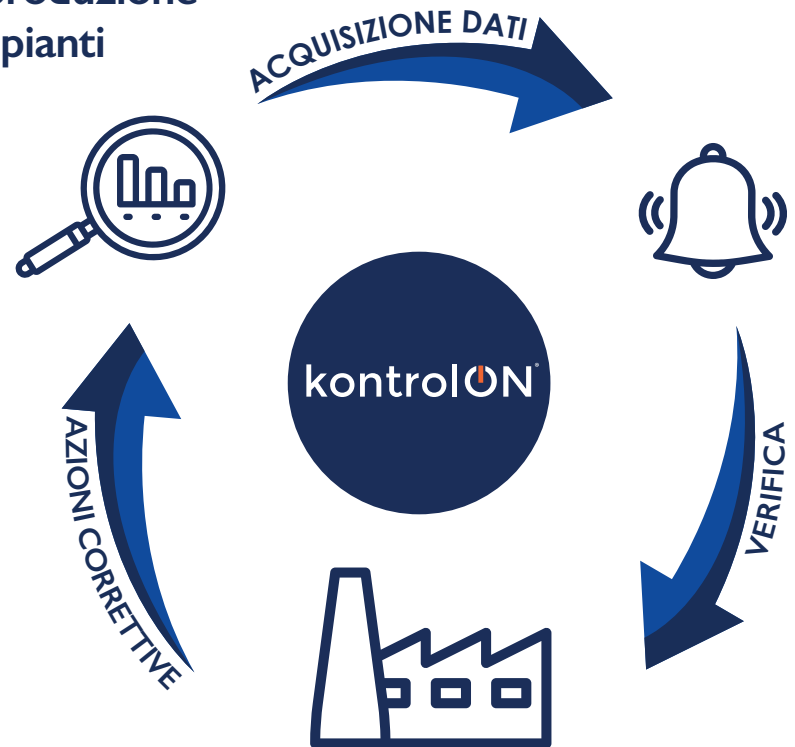 pianti
ACQUISIZIONE DATI
kontrolON
VERIFICA
AZIONI CORRETTIVE